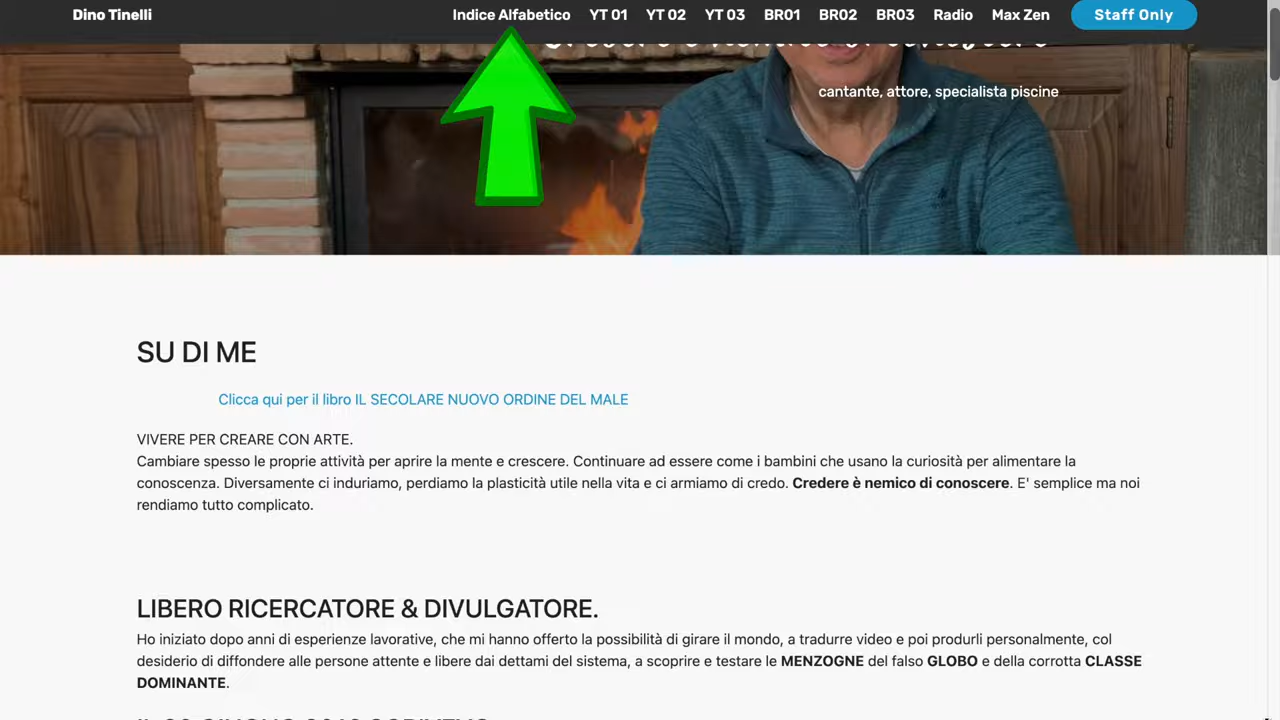 Dino Tinelli
Indice Alfabetico YT 01 YT 02 YT 03 BR01 BR02 BR03 Radio Max Zen Staff Only
cantante, attore, specialista piscine
SU DI ME
Clicca qui per il libro IL SECOLARE NUOVO ORDINE DEL MALE
VIVERE PER CREARE CON ARTE.
Cambiare spesso le proprie attività per aprire la mente e crescere. Continuare ad essere come i bambini che usano la curiosità per alimentare la
conoscenza. Diversamente ci induriamo, perdiamo la plasticità utile nella vita e ci armiamo di credo. Credere è nemico di conoscere. E' semplice ma noi
rendiamo tutto complicato.
LIBERO RICERCATORE & DIVULGATORE.
Ho iniziato dopo anni di esperienze lavorative, che mi hanno offerto la possibilità di girare il mondo, a tradurre video e poi produrli personalmente, col
desiderio di diffondere alle persone attente e libere dai dettami del sistema, a scoprire e testare le MENZOGNE del falso GLOBO e della corrotta CLASSE
DOMINANTE.